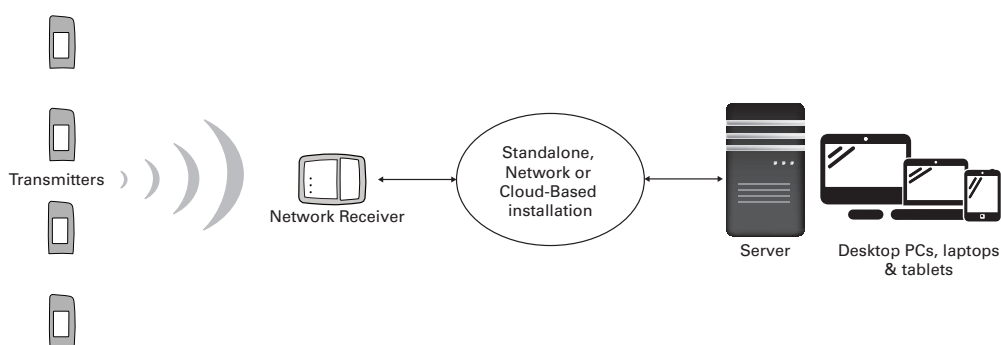 Transmitters
Network Receiver
Standalone,
Network or
Cloud-Based
installation
Server
Desktop PCs, laptops
& tablets